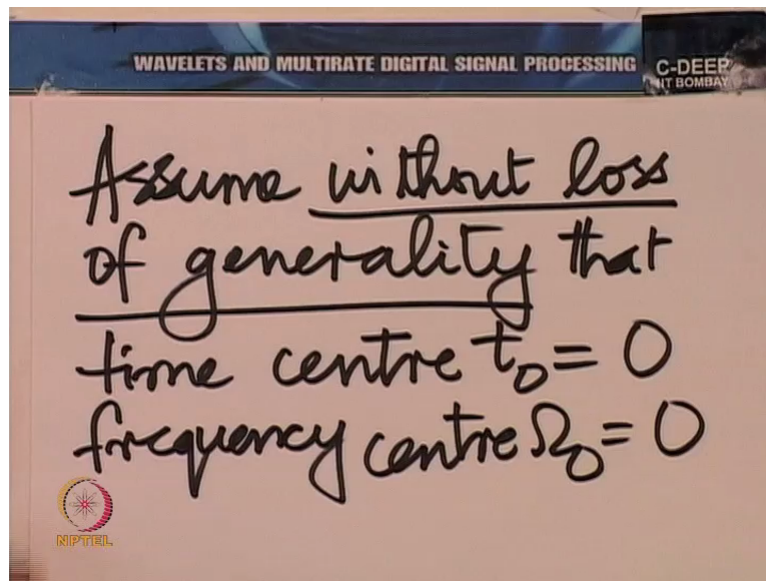 WAVELETS AND MULTIRATE DIGITAL SIGNAL PROCESSING
C-DEEP
IIT BOMBAY
Assume without loss
of generality that
time centre t₀ = 0
frequency centre Ω₀ = 0
NPTEL